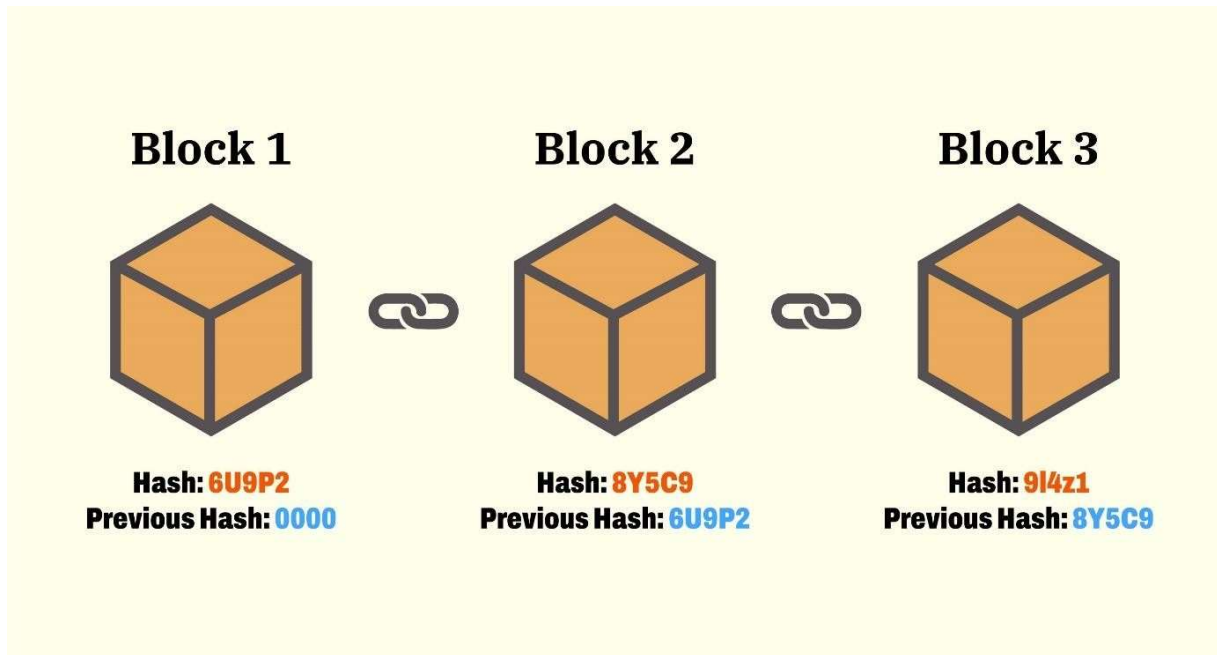 Block 1
Block 2
Block 3
Hash: 6U9P2
Previous Hash: 0000
Hash: 8Y5C9
Previous Hash: 6U9P2
Hash: 9l4z1
Previous Hash: 8Y5C9